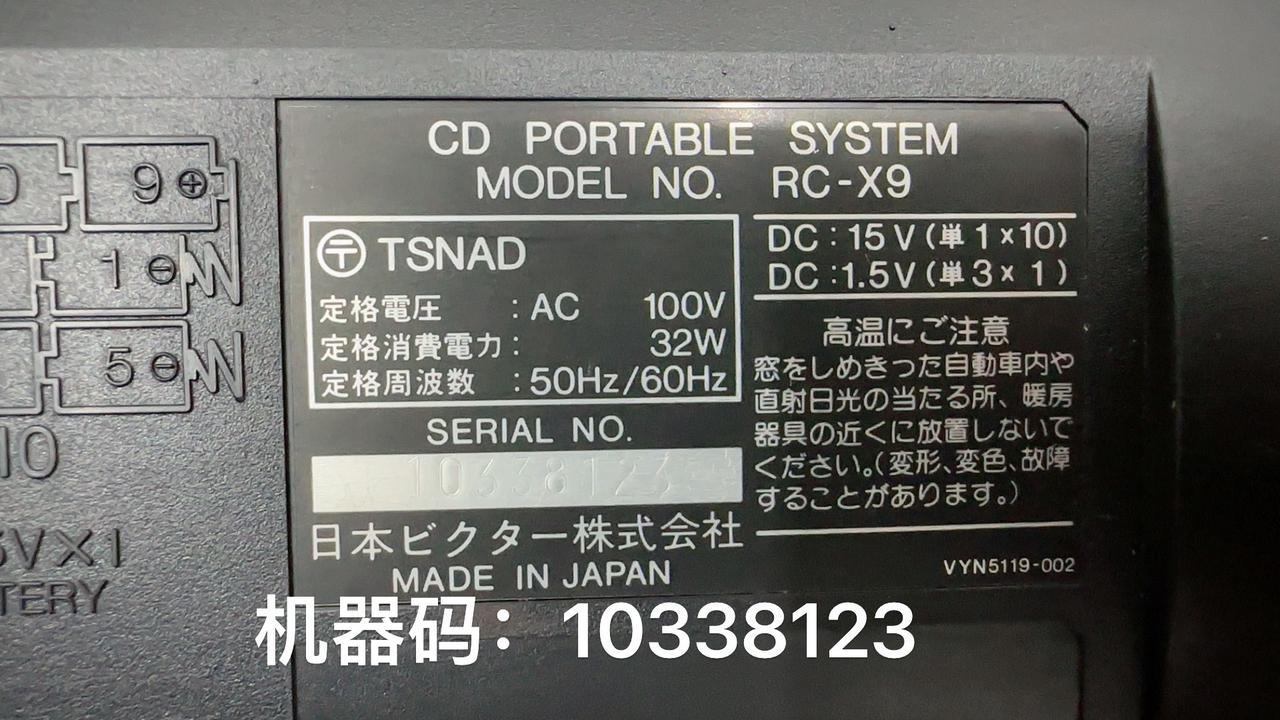 CD PORTABLE SYSTEM
MODEL NO. RC-X9
〒 TSNAD
定格電圧 : AC 100V
定格消費電力 : 32W
定格周波数 : 50Hz/60Hz
SERIAL NO.
10338123
日本ビクター株式会社
MADE IN JAPAN
DC : 15V (単1×10)
DC : 1.5V (単3×1)
高温にご注意
窓をしめきった自動車内や
直射日光の当たる所、暖房
器具の近くに放置しないで
ください。(変形、変色、故障
することがあります。)
VYN5119-002
9 ⊕
1 ⊖
5 ⊖
10
5V×1
机器码：10338123